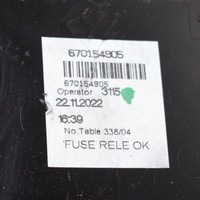 670154905
670154905
Operator 3115
22.11.2022
16:39
No.Table 338/04
FUSE RELE OK